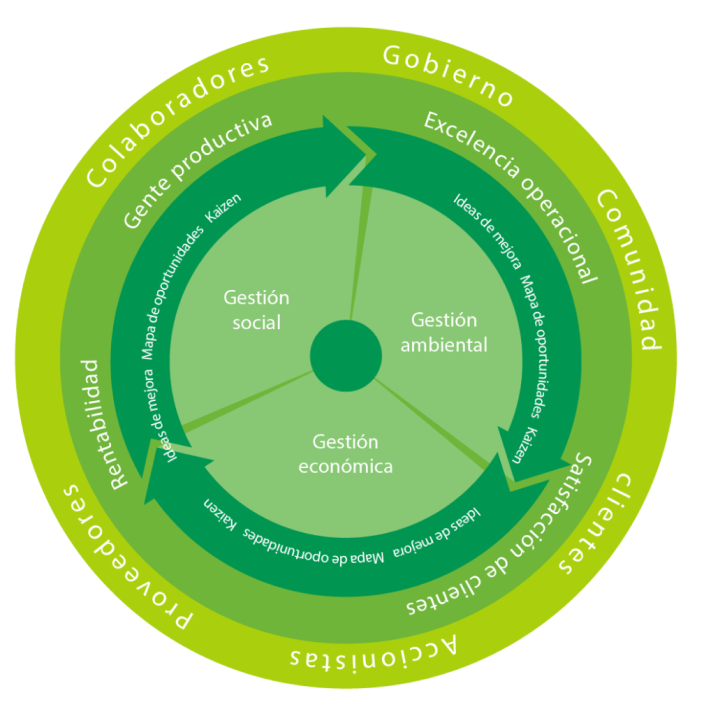 Colaboradores
Gobierno
Comunidad
clientes
Accionistas
Proveedores
Gente productiva
Excelencia operacional
Satisfacción de clientes
Rentabilidad
Ideas de mejora Mapa de oportunidades Kaizen
Ideas de mejora Mapa de oportunidades Kaizen
Ideas de mejora Mapa de oportunidades Kaizen
Gestión
social
Gestión
ambiental
Gestión
económica